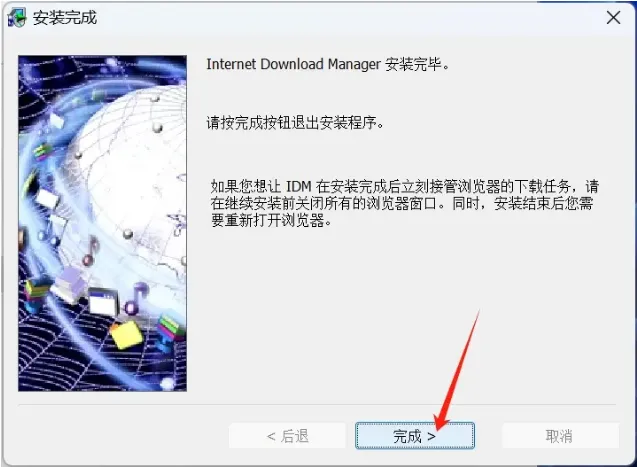 安装完成
Internet Download Manager 安装完毕。
请按完成按钮退出安装程序。
如果您想让 IDM 在安装完成后立刻接管浏览器的下载任务，请
在继续安装前关闭所有的浏览器窗口。同时，安装结束后您需
要重新打开浏览器。
< 后退
完成 >
取消